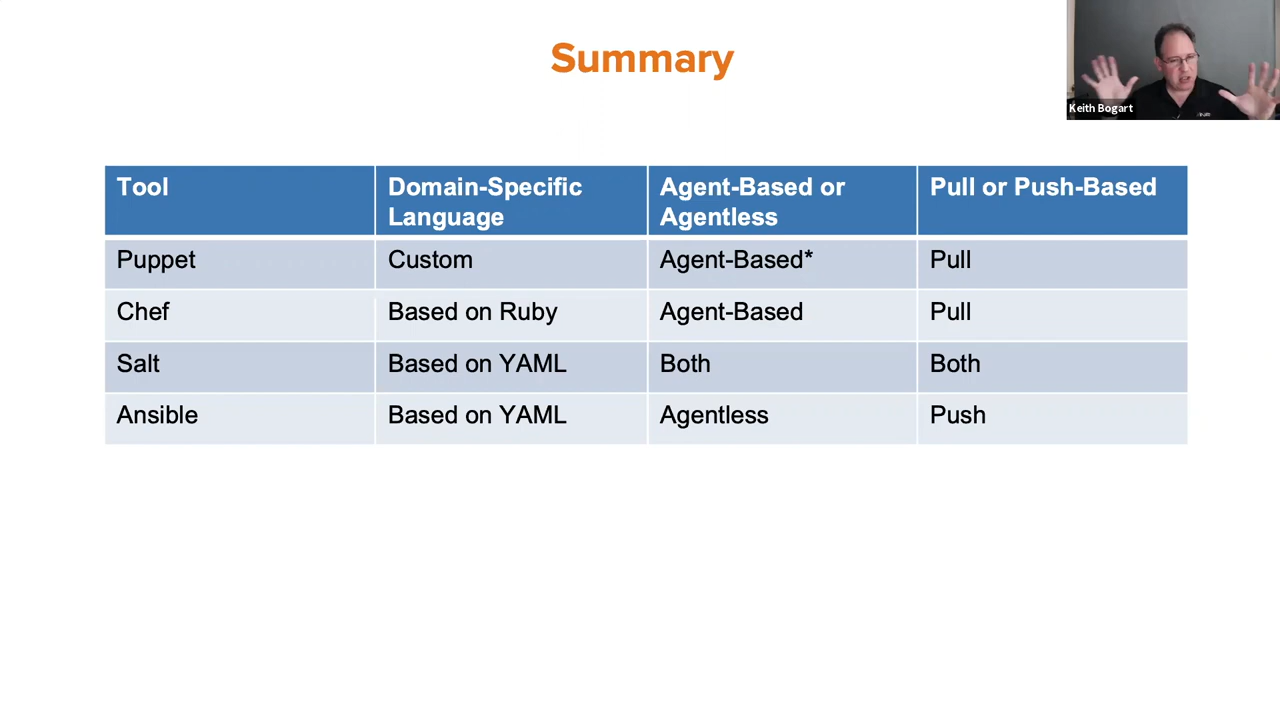 Summary
Keith Bogart
Tool
Domain-Specific
Language
Agent-Based or
Agentless
Pull or Push-Based
Puppet
Custom
Agent-Based*
Pull
Chef
Based on Ruby
Agent-Based
Pull
Salt
Based on YAML
Both
Both
Ansible
Based on YAML
Agentless
Push